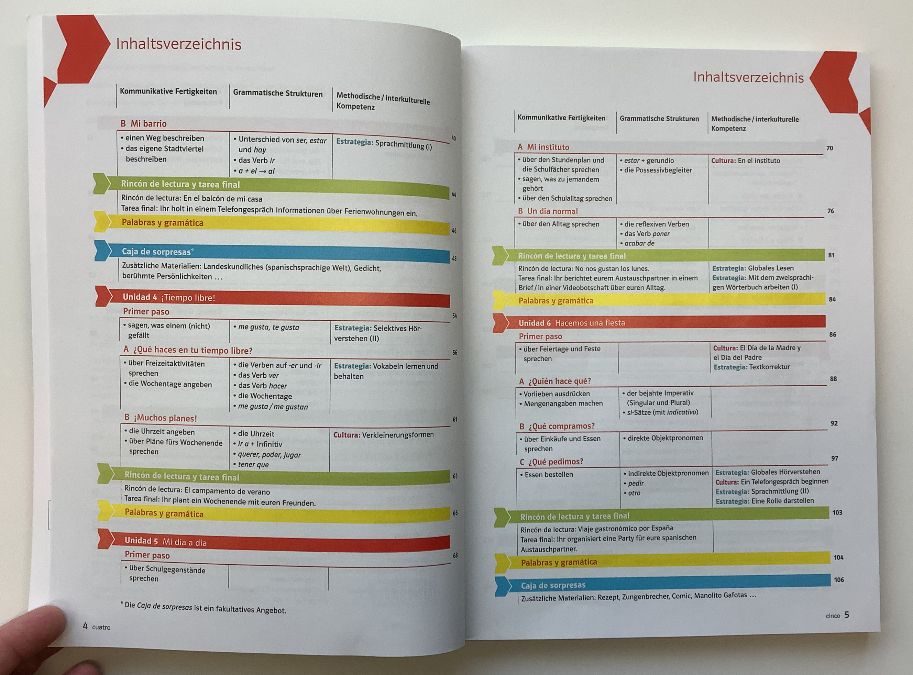 Inhaltsverzeichnis
Kommunikative Fertigkeiten
Grammatische Strukturen
Methodische / interkulturelle
Kompetenz
B Mi barrio
• einen Weg beschreiben
• das eigene Stadtviertel
beschreiben
• Unterschied von ser, estar
und hay
• das Verb ir
• a + el → al
Estrategia: Sprachmittlung (I)
Rincón de lectura y tarea final
Rincón de lectura: En el balcón de mi casa
Tarea final: Ihr holt in einem Telefongespräch Informationen über Ferienwohnungen ein.
Palabras y gramática
Caja de sorpresas*
Zusätzliche Materialien: Landeskundliches (spanischsprachige Welt), Gedicht,
berühmte Persönlichkeiten ...
Unidad 4 ¡Tiempo libre!
Primer paso
• sagen, was einem (nicht)
gefällt
• me gusta, te gusta
Estrategia: Selektives Hör-
verstehen (II)
A ¿Qué haces en tu tiempo libre?
• über Freizeitaktivitäten
sprechen
• die Wochentage angeben
• die Verben auf -er und -ir
• das Verb ver
• das Verb hacer
• die Wochentage
• me gusta / me gustan
Estrategia: Vokabeln lernen und
behalten
B ¡Muchos planes!
• die Uhrzeit angeben
• über Pläne fürs Wochenende
sprechen
• die Uhrzeit
• ir a + Infinitiv
• querer, poder, jugar
• tener que
Cultura: Verkleinerungsformen
Rincón de lectura y tarea final
Rincón de lectura: El campamento de verano
Tarea final: Ihr plant ein Wochenende mit euren Freunden.
Palabras y gramática
Unidad 5 Mi día a día
Primer paso
• über Schulgegenstände
sprechen
* Die Caja de sorpresas ist ein fakultatives Angebot.
4 cuatro
Inhaltsverzeichnis
Kommunikative Fertigkeiten
Grammatische Strukturen
Methodische / interkulturelle
Kompetenz
A Mi instituto 70
• über den Stundenplan und
die Schulfächer sprechen
• sagen, was zu jemandem
gehört
• über den Schulalltag sprechen
• estar + gerundio
• die Possessivbegleiter
Cultura: En el instituto
B Un día normal 76
• über den Alltag sprechen
• die reflexiven Verben
• das Verb poner
• acabar de
Rincón de lectura y tarea final 81
Rincón de lectura: No nos gustan los lunes.
Tarea final: Ihr berichtet eurem Austauschpartner in einem
Brief / in einer Videobotschaft über euren Alltag.
Estrategia: Globales Lesen
Estrategia: Mit dem zweisprachi-
gen Wörterbuch arbeiten (I)
Palabras y gramática 84
Unidad 6 Hacemos una fiesta
Primer paso 86
• über Feiertage und Feste
sprechen
Cultura: El Día de la Madre y
el Día del Padre
Estrategia: Textkorrektur
A ¿Quién hace qué? 88
• Vorlieben ausdrücken
• Mengenangaben machen
• der bejahte Imperativ
(Singular und Plural)
• si-Sätze (mit indicativo)
B ¿Qué compramos? 92
• über Einkäufe und Essen
sprechen
• direkte Objektpronomen
C ¿Qué pedimos? 97
• Essen bestellen
• indirekte Objektpronomen
• pedir
• otro
Estrategia: Globales Hörverstehen
Cultura: Ein Telefongespräch beginnen
Estrategia: Sprachmittlung (II)
Estrategia: Eine Rolle darstellen
Rincón de lectura y tarea final 103
Rincón de lectura: Viaje gastronómico por España
Tarea final: Ihr organisiert eine Party für eure spanischen
Austauschpartner.
Palabras y gramática 104
Caja de sorpresas 106
Zusätzliche Materialien: Rezept, Zungenbrecher, Comic, Manolito Gafotas ...
cinco 5